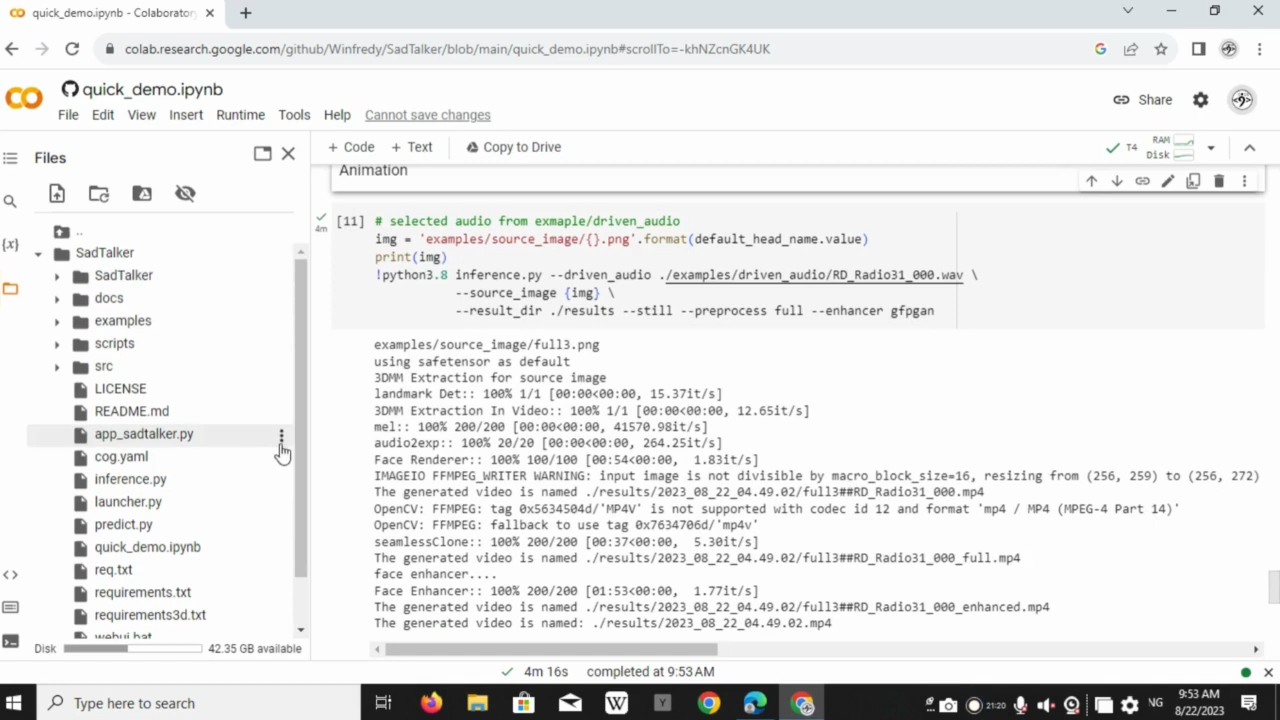 quick_demo.ipynb - Colaboratory
colab.research.google.com/github/Winfredy/SadTalker/blob/main/quick_demo.ipynb#scrollTo=-khNZcnGK4UK
quick_demo.ipynb
Share
File Edit View Insert Runtime Tools Help Cannot save changes
Files
+ Code + Text Copy to Drive
T4 RAM
Disk
Animation
..
SadTalker
SadTalker
docs
examples
scripts
src
LICENSE
README.md
app_sadtalker.py
cog.yaml
inference.py
launcher.py
predict.py
quick_demo.ipynb
req.txt
requirements.txt
requirements3d.txt
webui.bat
Disk 42.35 GB available
4m
[11] # selected audio from exmaple/driven_audio
img = 'examples/source_image/{}.png'.format(default_head_name.value)
print(img)
!python3.8 inference.py --driven_audio ./examples/driven_audio/RD_Radio31_000.wav \
--source_image {img} \
--result_dir ./results --still --preprocess full --enhancer gfpgan
examples/source_image/full3.png
using safetensor as default
3DMM Extraction for source image
landmark Det:: 100% 1/1 [00:00<00:00, 15.37it/s]
3DMM Extraction In Video:: 100% 1/1 [00:00<00:00, 12.65it/s]
mel:: 100% 200/200 [00:00<00:00, 41570.98it/s]
audio2exp:: 100% 20/20 [00:00<00:00, 264.25it/s]
Face Renderer:: 100% 100/100 [00:54<00:00, 1.83it/s]
IMAGEIO FFMPEG_WRITER WARNING: input image is not divisible by macro_block_size=16, resizing from (256, 259) to (256, 272)
The generated video is named ./results/2023_08_22_04.49.02/full3##RD_Radio31_000.mp4
OpenCV: FFMPEG: tag 0x5634504d/'MP4V' is not supported with codec id 12 and format 'mp4 / MP4 (MPEG-4 Part 14)'
OpenCV: FFMPEG: fallback to use tag 0x7634706d/'mp4v'
seamlessClone:: 100% 200/200 [00:37<00:00, 5.30it/s]
The generated video is named ./results/2023_08_22_04.49.02/full3##RD_Radio31_000_full.mp4
face enhancer....
Face Enhancer:: 100% 200/200 [01:53<00:00, 1.77it/s]
The generated video is named ./results/2023_08_22_04.49.02/full3##RD_Radio31_000_enhanced.mp4
The generated video is named: ./results/2023_08_22_04.49.02.mp4
4m 16s completed at 9:53 AM
Type here to search
21:20
NG
9:53 AM
8/22/2023